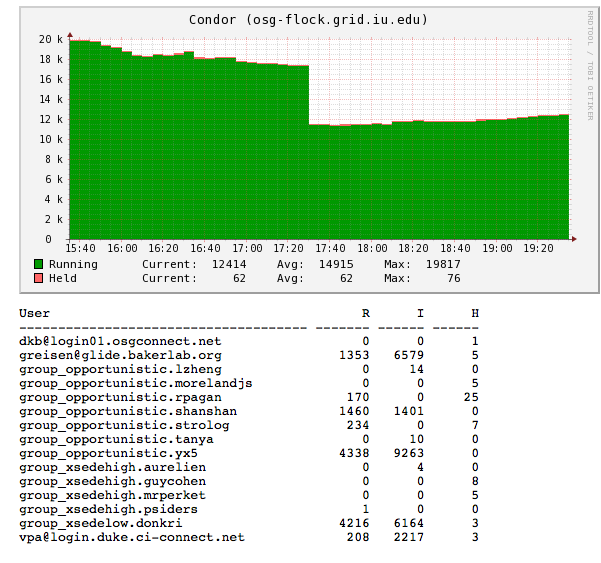 Condor (osg-flock.grid.iu.edu)
RRDTOOL / TOBI OETIKER
20 k
18 k
16 k
14 k
12 k
10 k
8 k
6 k
4 k
2 k
0
15:40 16:00 16:20 16:40 17:00 17:20 17:40 18:00 18:20 18:40 19:00 19:20
Running Current: 12414 Avg: 14915 Max: 19817
Held Current: 62 Avg: 62 Max: 76
User R I H
------------------------------------ ------- ------ ------
dkb@login01.osgconnect.net 0 0 1
greisen@glide.bakerlab.org 1353 6579 5
group_opportunistic.lzheng 0 14 0
group_opportunistic.morelandjs 0 0 5
group_opportunistic.rpagan 170 0 25
group_opportunistic.shanshan 1460 1401 0
group_opportunistic.strolog 234 0 7
group_opportunistic.tanya 0 10 0
group_opportunistic.yx5 4338 9263 0
group_xsedehigh.aurelien 0 4 0
group_xsedehigh.guycohen 0 0 8
group_xsedehigh.mrperket 0 0 5
group_xsedehigh.psiders 1 0 0
group_xsedelow.donkri 4216 6164 3
vpa@login.duke.ci-connect.net 208 2217 3